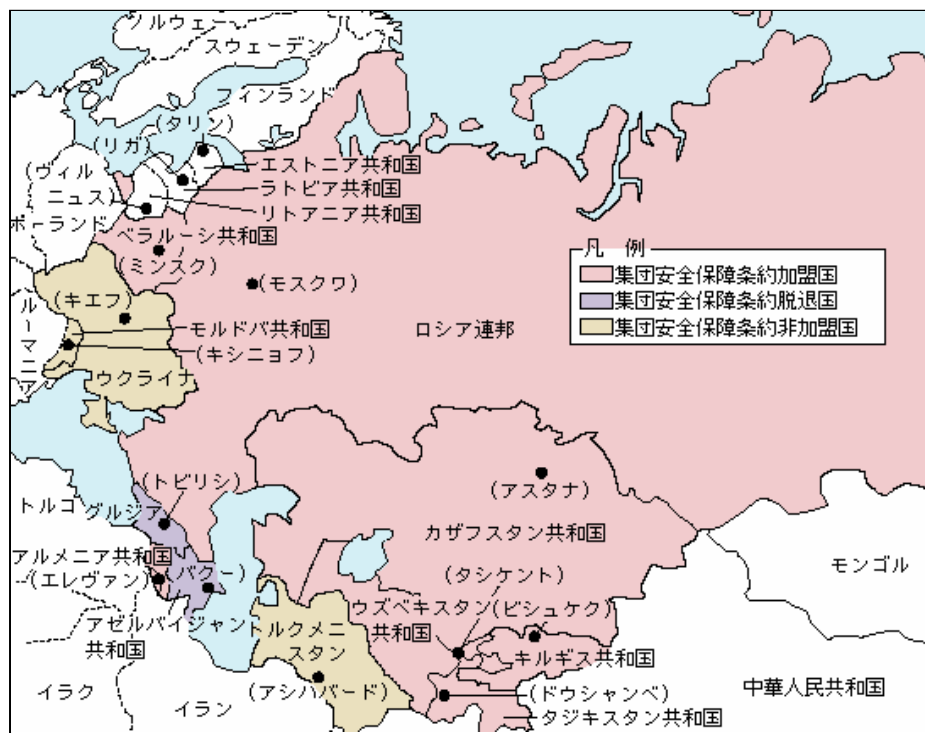 ノルウェー
スウェーデン
フィンランド
(タリン)
(リガ)
エストニア共和国
(ヴィル
ニュス)
ラトビア共和国
リトアニア共和国
ポーランド
ベラルーシ共和国
(ミンスク)
(モスクワ)
凡 例
集団安全保障条約加盟国
集団安全保障条約脱退国
集団安全保障条約非加盟国
(キエフ)
ルーマニア
モルドバ共和国
(キシニョフ)
ロシア連邦
ウクライナ
(トビリシ)
(アスタナ)
トルコ
グルジア
カザフスタン共和国
アルメニア共和国
(エレヴァン)
(バクー)
(タシケント)
モンゴル
ウズベキスタン
共和国
(ビシュケク)
アゼルバイジャン
共和国
トルクメニ
スタン
キルギス共和国
イラク
イラン
(アシハバード)
(ドウシャンベ)
タジキスタン共和国
中華人民共和国